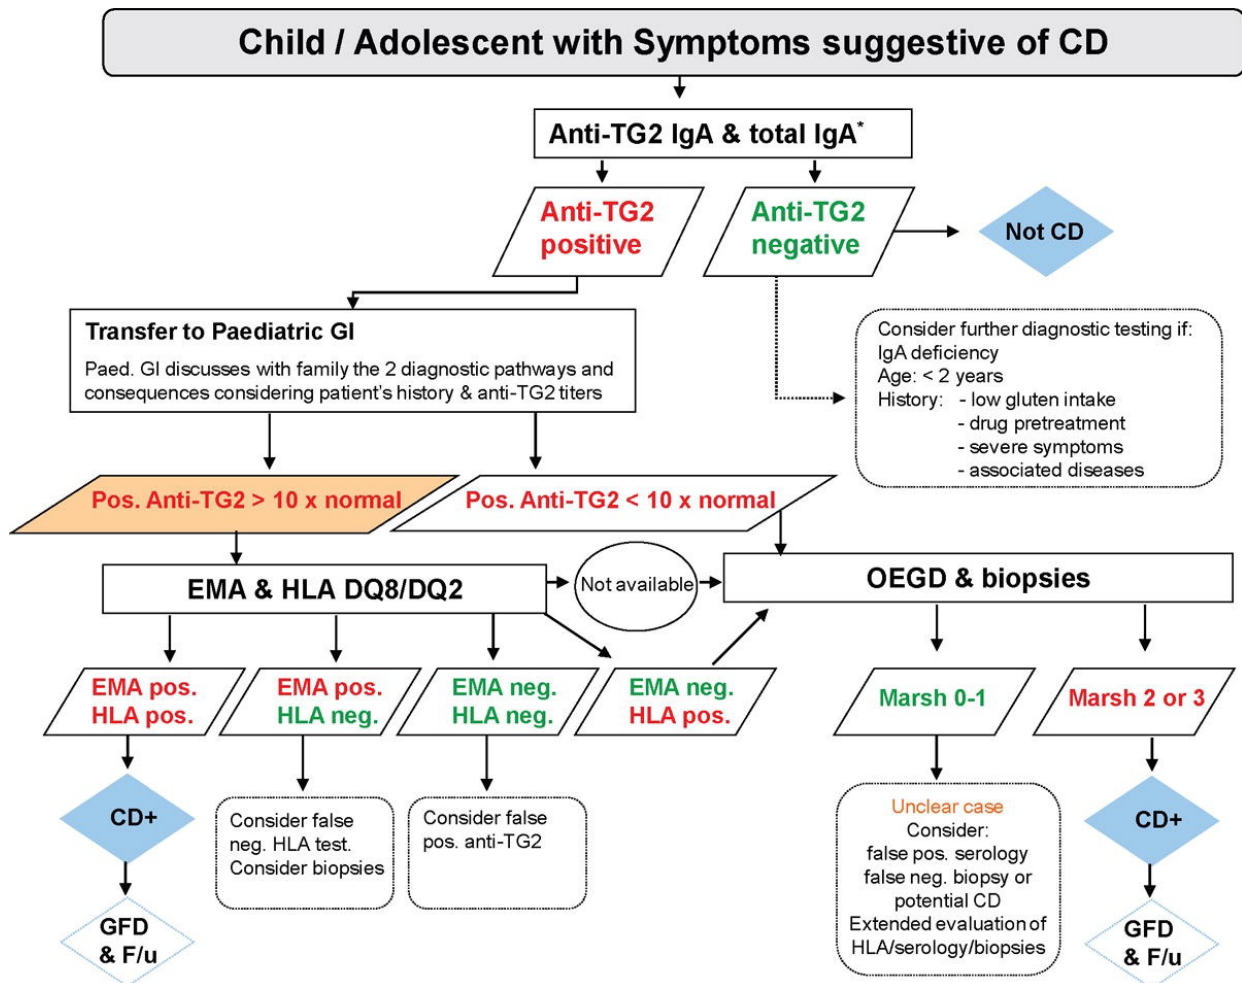 Child / Adolescent with Symptoms suggestive of CD
Anti-TG2 IgA & total IgA*
Anti-TG2
positive
Anti-TG2
negative
Not CD
Transfer to Paediatric GI
Paed. GI discusses with family the 2 diagnostic pathways and
consequences considering patient's history & anti-TG2 titers
Consider further diagnostic testing if:
IgA deficiency
Age: < 2 years
History: - low gluten intake
- drug pretreatment
- severe symptoms
- associated diseases
Pos. Anti-TG2 > 10 x normal
Pos. Anti-TG2 < 10 x normal
EMA & HLA DQ8/DQ2
Not available
OEGD & biopsies
EMA pos.
HLA pos.
EMA pos.
HLA neg.
EMA neg.
HLA neg.
EMA neg.
HLA pos.
Marsh 0-1
Marsh 2 or 3
CD+
Consider false
neg. HLA test.
Consider biopsies
Consider false
pos. anti-TG2
Unclear case
Consider:
false pos. serology
false neg. biopsy or
potential CD
Extended evaluation of
HLA/serology/biopsies
CD+
GFD
& F/u
GFD
& F/u